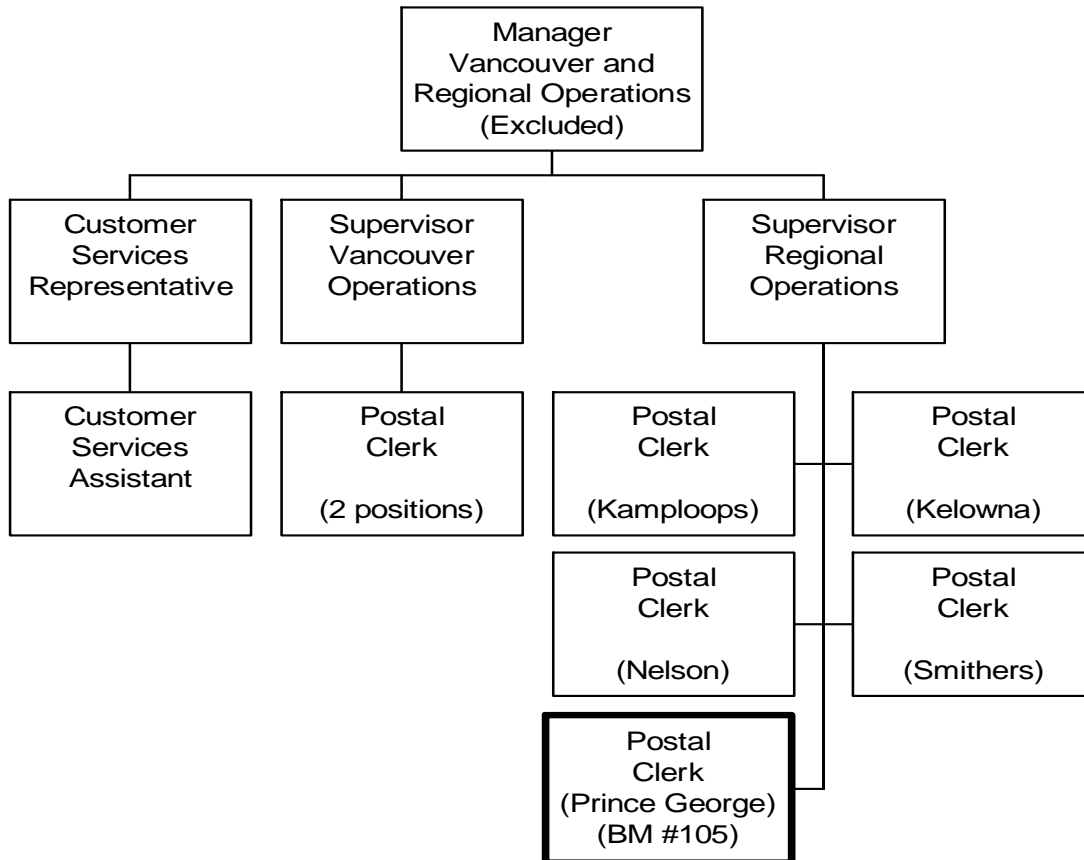 Manager
Vancouver and
Regional Operations
(Excluded)
Customer
Services
Representative
Supervisor
Vancouver
Operations
Supervisor
Regional
Operations
Customer
Services
Assistant
Postal
Clerk
(2 positions)
Postal
Clerk
(Kamploops)
Postal
Clerk
(Kelowna)
Postal
Clerk
(Nelson)
Postal
Clerk
(Smithers)
Postal
Clerk
(Prince George)
(BM #105)